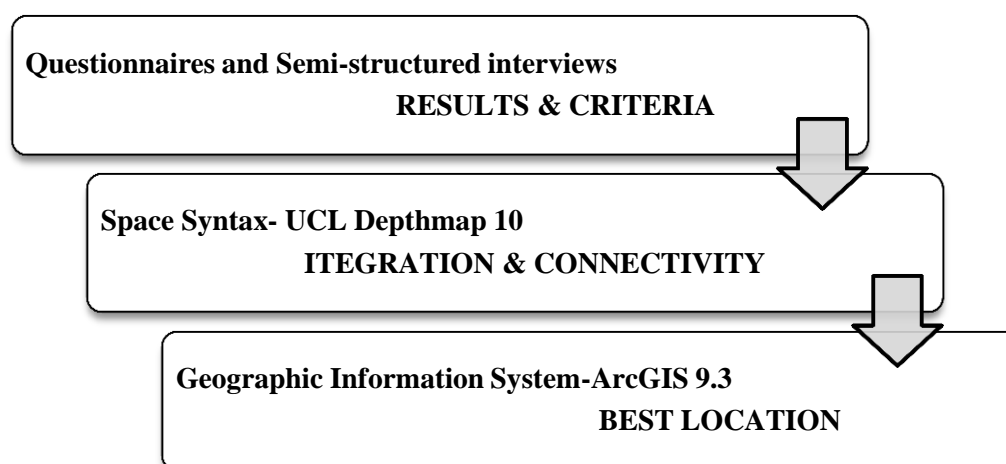 Questionnaires and Semi-structured interviews
RESULTS & CRITERIA
Space Syntax- UCL Depthmap 10
ITEGRATION & CONNECTIVITY
Geographic Information System-ArcGIS 9.3
BEST LOCATION